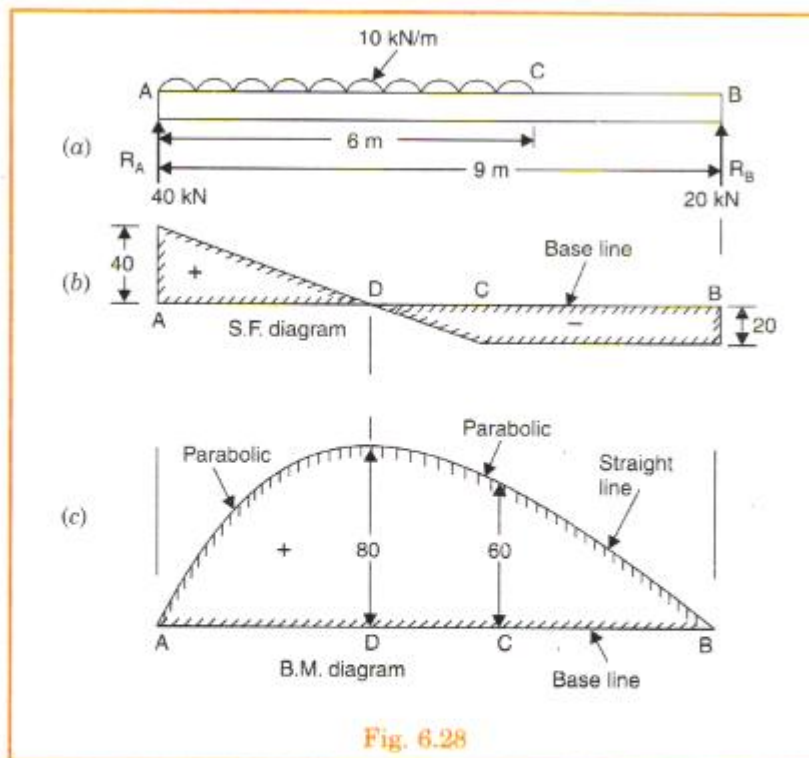 10 kN/m
C
A
B
(a)
6 m
R_A
9 m
R_B
40 kN
20 kN
40
+
Base line
(b)
D
C
B
A
–
20
S.F. diagram
Parabolic
Parabolic
Straight
line
(c)
+
80
60
A
D
C
B
B.M. diagram
Base line
Fig. 6.28